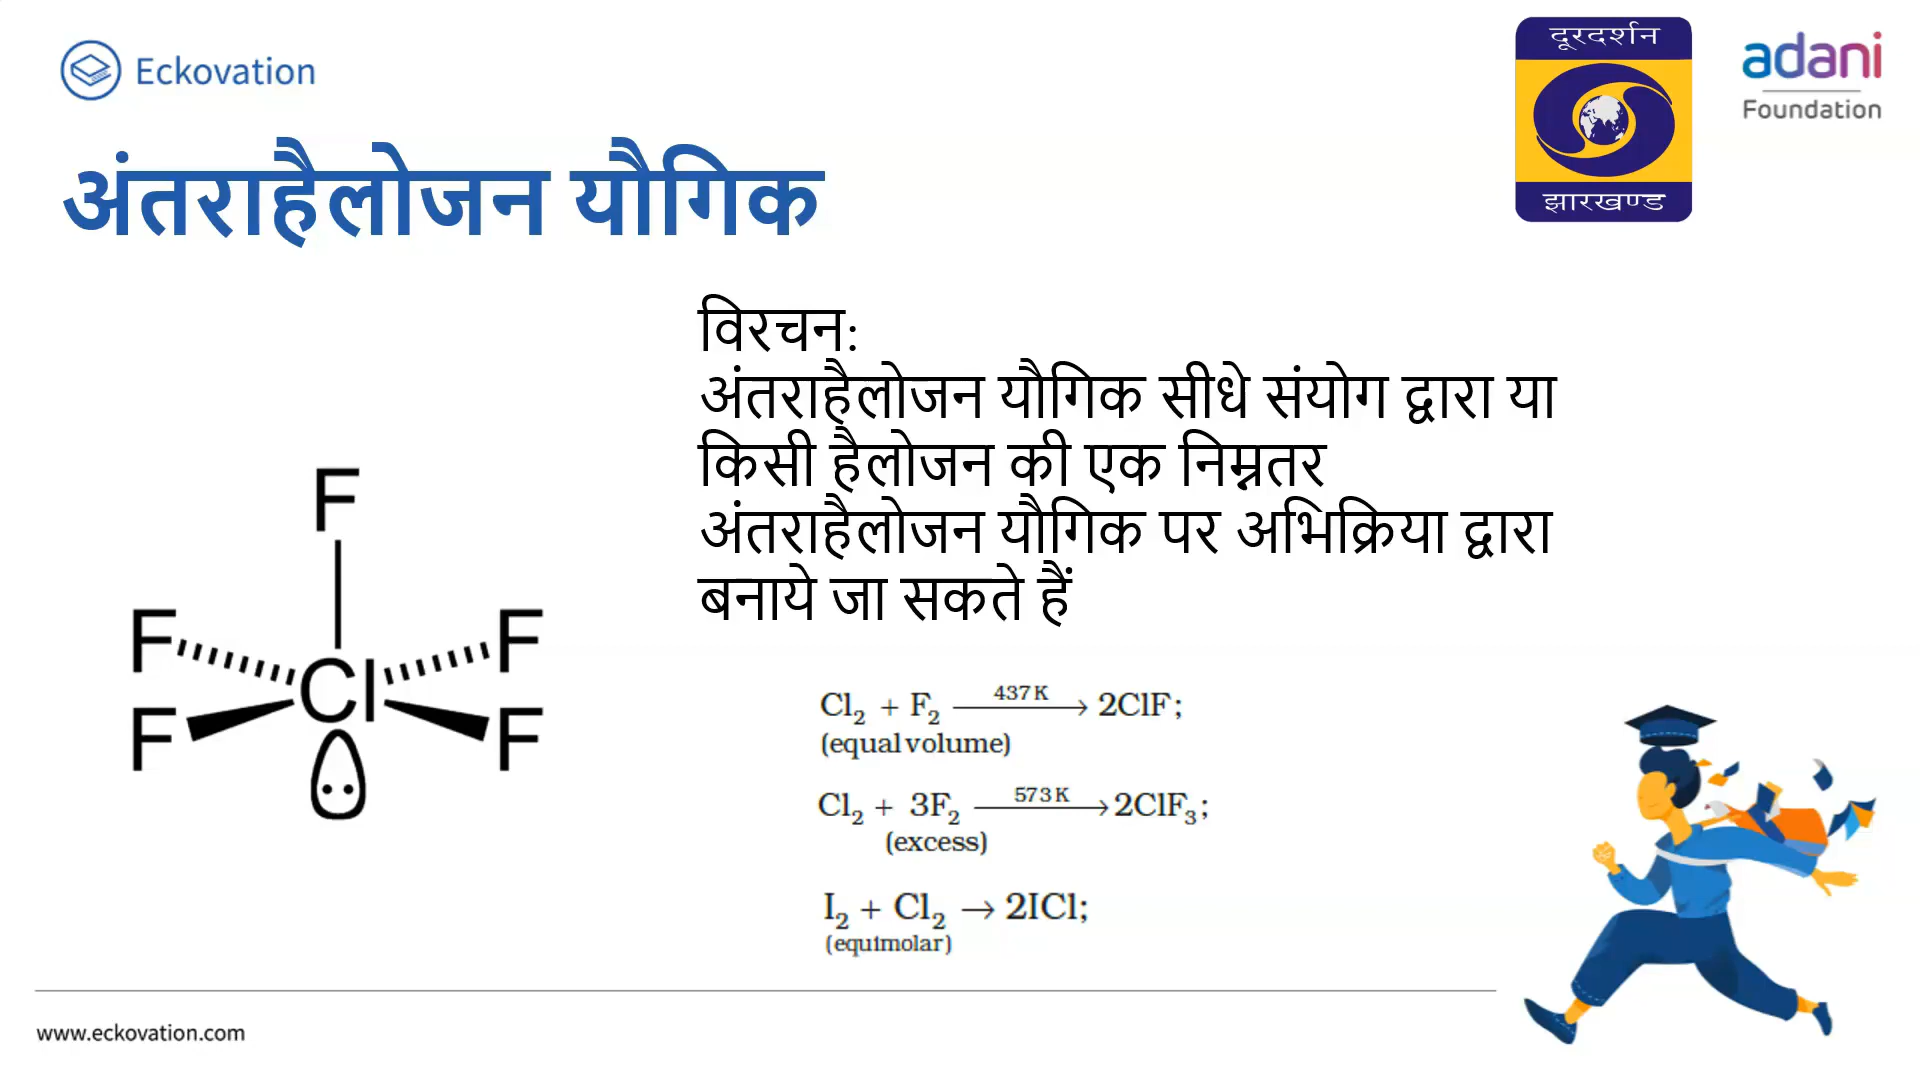 Eckovation
दूरदर्शन
झारखण्ड
adani
Foundation
अंतराहैलोजन यौगिक
विरचन:
अंतराहैलोजन यौगिक सीधे संयोग द्वारा या
किसी हैलोजन की एक निम्नतर
अंतराहैलोजन यौगिक पर अभिक्रिया द्वारा
बनाये जा सकते हैं
F
F F
Cl
F F
Cl₂ + F₂ —437 K→ 2ClF;
(equal volume)
Cl₂ + 3F₂ —573 K→ 2ClF₃;
(excess)
I₂ + Cl₂ → 2ICl;
(equimolar)
www.eckovation.com